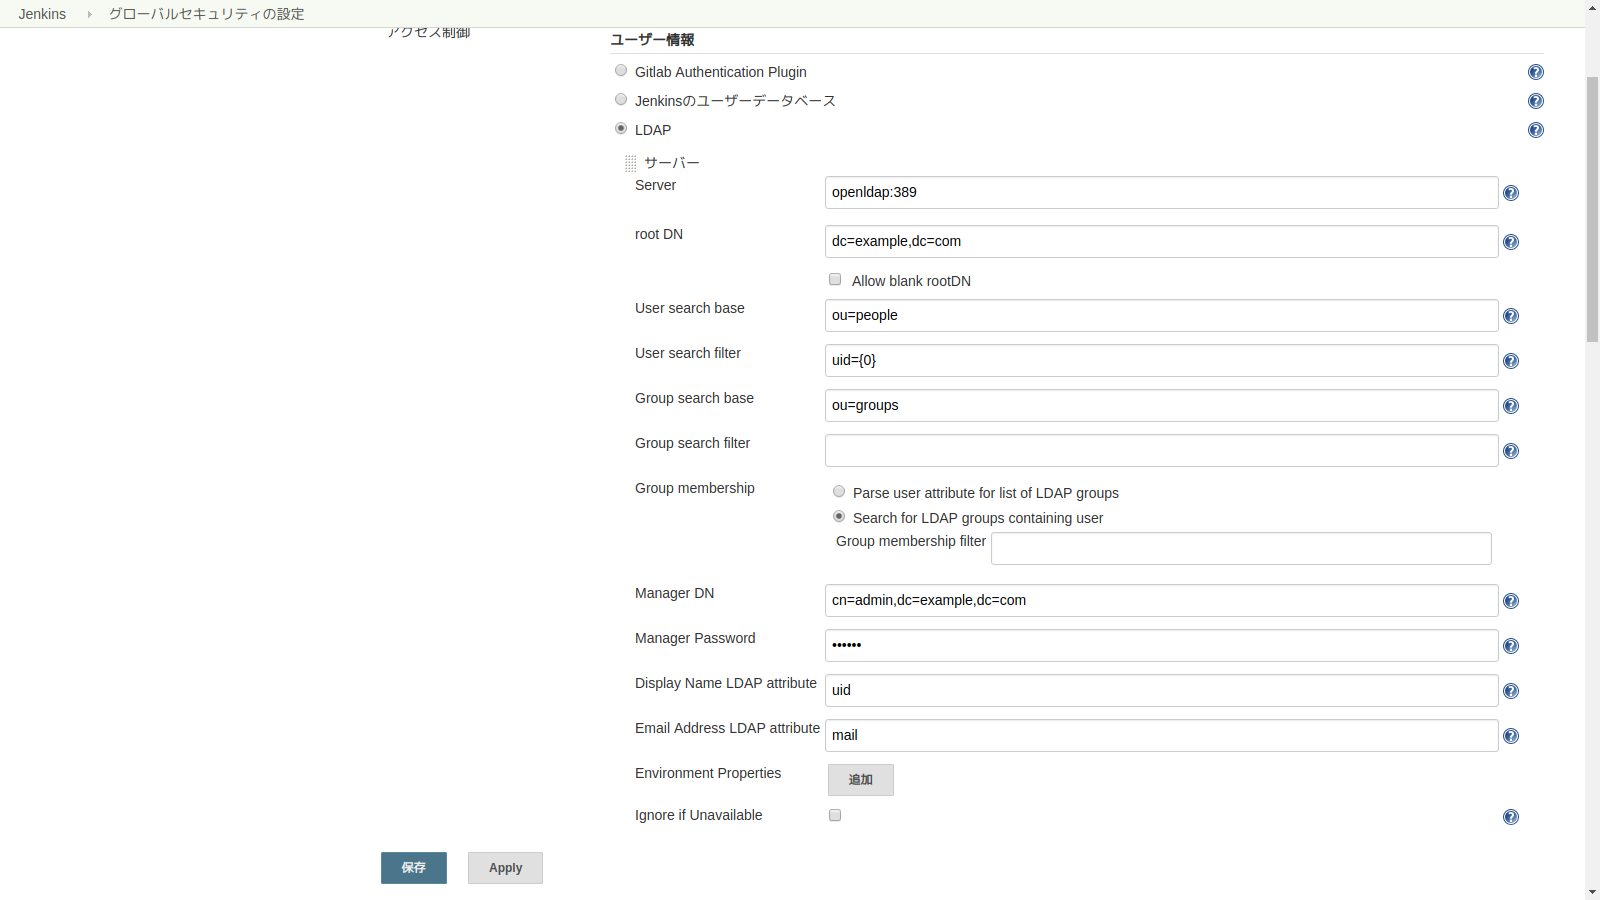 Jenkins グローバルセキュリティの設定
アクセス制御
ユーザー情報
Gitlab Authentication Plugin
Jenkinsのユーザーデータベース
LDAP
サーバー
Server openldap:389
root DN dc=example,dc=com
Allow blank rootDN
User search base ou=people
User search filter uid={0}
Group search base ou=groups
Group search filter
Group membership
Parse user attribute for list of LDAP groups
Search for LDAP groups containing user
Group membership filter
Manager DN cn=admin,dc=example,dc=com
Manager Password ••••••
Display Name LDAP attribute uid
Email Address LDAP attribute mail
Environment Properties 追加
Ignore if Unavailable
保存 Apply